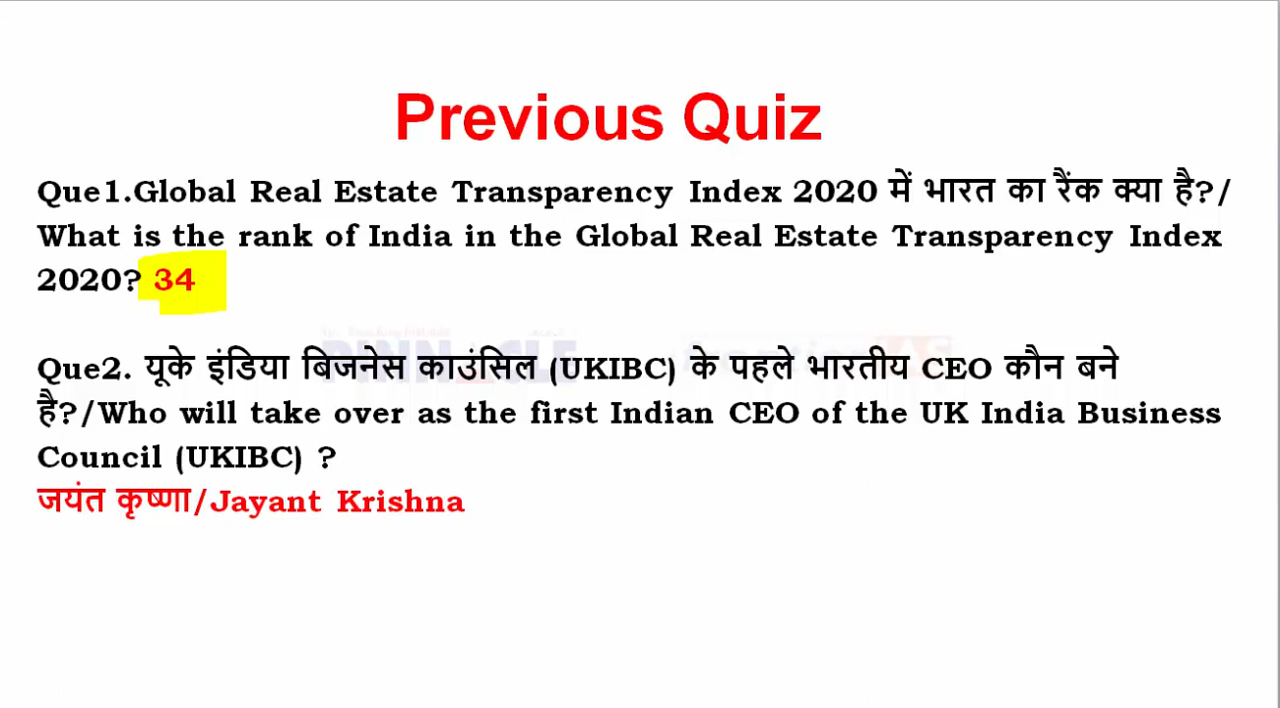 Previous Quiz
Que1.Global Real Estate Transparency Index 2020 में भारत का रैंक क्या है?/
What is the rank of India in the Global Real Estate Transparency Index
2020? 34
PINNACLE
Que2. यूके इंडिया बिजनेस काउंसिल (UKIBC) के पहले भारतीय CEO कौन बने
है?/Who will take over as the first Indian CEO of the UK India Business
Council (UKIBC) ?
जयंत कृष्णा/Jayant Krishna